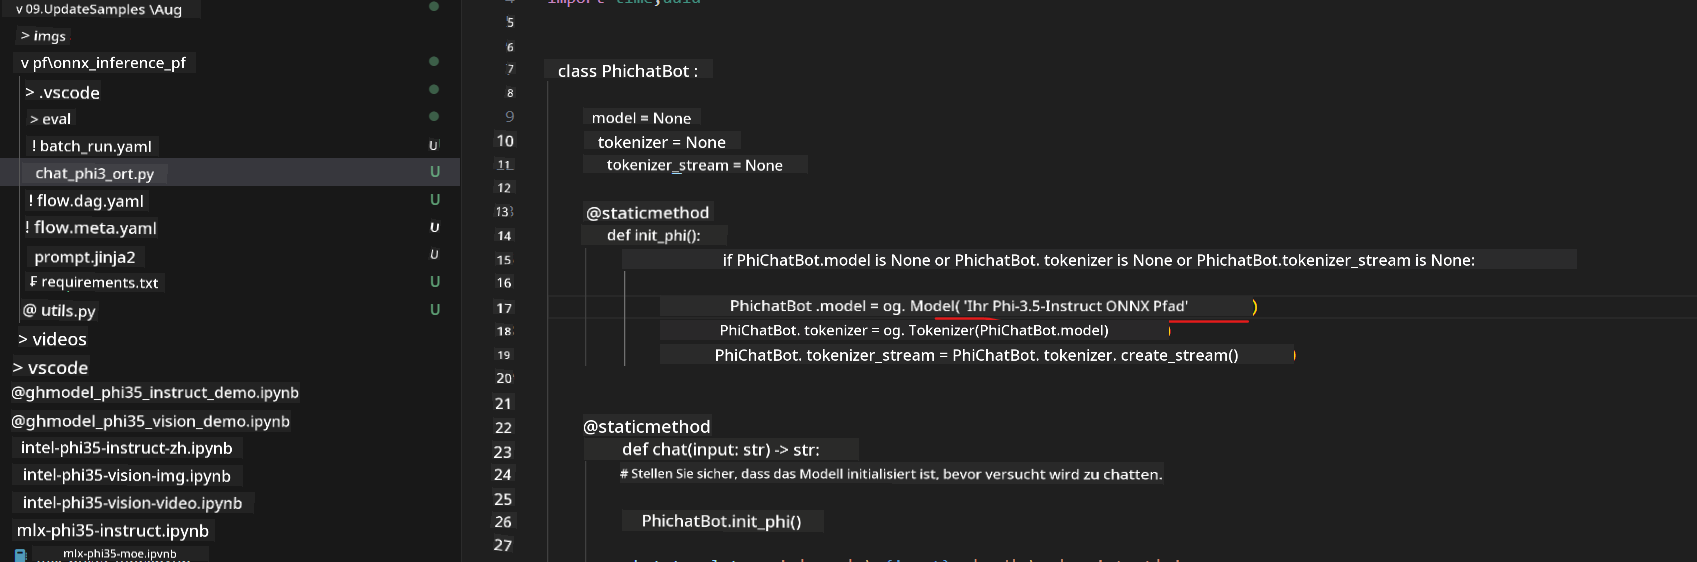 v 09.UpdateSamples \Aug
> imgs
v pf\onnx_inference_pf
> .vscode
> eval
! batch_run.yaml U
chat_phi3_ort.py U
! flow.dag.yaml U
! flow.meta.yaml U
prompt.jinja2 U
F requirements.txt U
@ utils.py U
> videos
> vscode
@ghmodel_phi35_instruct_demo.ipynb
@ghmodel_phi35_vision_demo.ipynb
intel-phi35-instruct-zh.ipynb
intel-phi35-vision-img.ipynb
intel-phi35-vision-video.ipynb
mlx-phi35-instruct.ipynb
mlx-phi35-moe.ipvnb
import time,uuid
5
6
7 class PhichatBot :
8
9 model = None
10 tokenizer = None
11 tokenizer_stream = None
12
13 @staticmethod
14 def init_phi():
15 if PhiChatBot.model is None or PhichatBot. tokenizer is None or PhichatBot.tokenizer_stream is None:
16
17 PhichatBot .model = og. Model( 'Ihr Phi-3.5-Instruct ONNX Pfad' )
18 PhiChatBot. tokenizer = og. Tokenizer(PhiChatBot.model) )
19 PhiChatBot. tokenizer_stream = PhiChatBot. tokenizer. create_stream() )
20
21
22 @staticmethod
23 def chat(input: str) -> str:
24 # Stellen Sie sicher, dass das Modell initialisiert ist, bevor versucht wird zu chatten.
25
26 PhichatBot.init_phi()
27